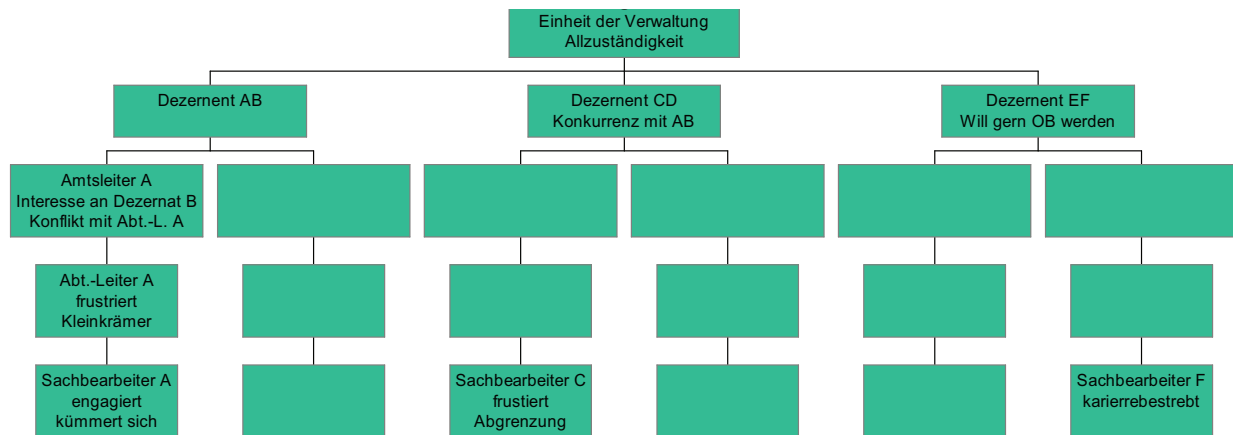 Einheit der Verwaltung
Allzuständigkeit
Dezernent AB
Dezernent CD
Konkurrenz mit AB
Dezernent EF
Will gern OB werden
Amtsleiter A
Interesse an Dezernat B
Konflikt mit Abt.-L. A
Abt.-Leiter A
frustriert
Kleinkrämer
Sachbearbeiter A
engagiert
kümmert sich
Sachbearbeiter C
frustiert
Abgrenzung
Sachbearbeiter F
karierrebestrebt